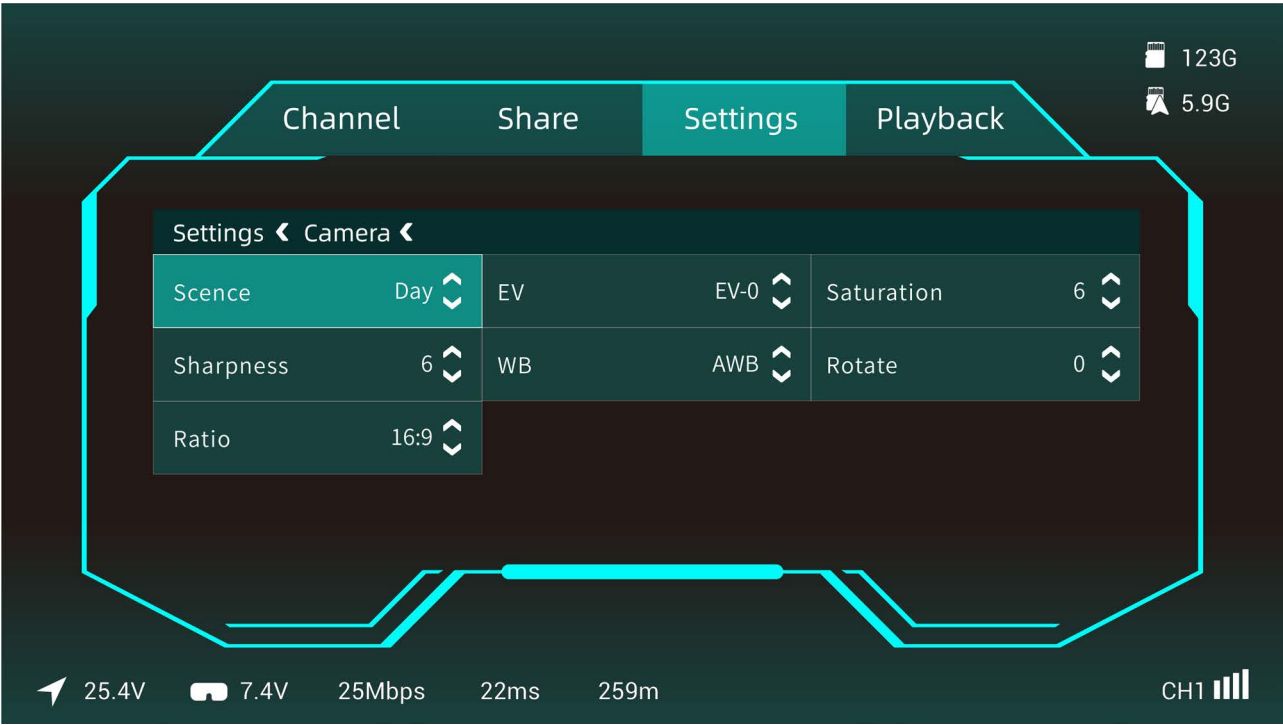 123G
5.9G
Channel Share Settings Playback
Settings Camera
Scence Day EV EV-0 Saturation 6
Sharpness 6 WB AWB Rotate 0
Ratio 16:9
25.4V 7.4V 25Mbps 22ms 259m CH1